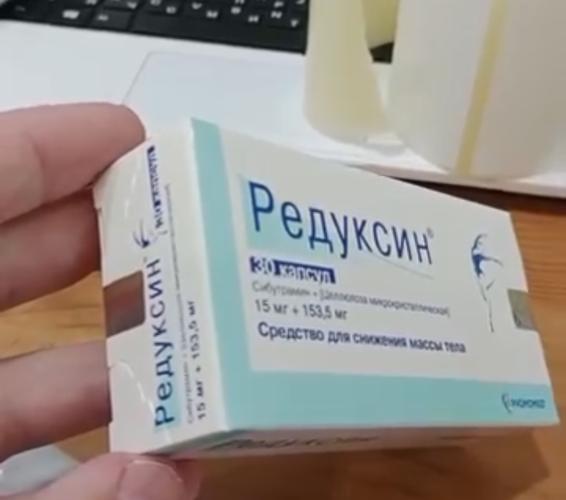 Редуксин®
30 капсул
Сибутрамин + [Целлюлоза микрокристаллическая]
15 мг + 153,5 мг
Средство для снижения массы тела
Редуксин
15 мг + 153,5 мг